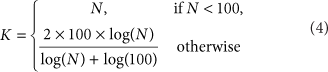 K = { N, if N < 100,
2 × 100 × log(N) / log(N) + log(100) otherwise (4)